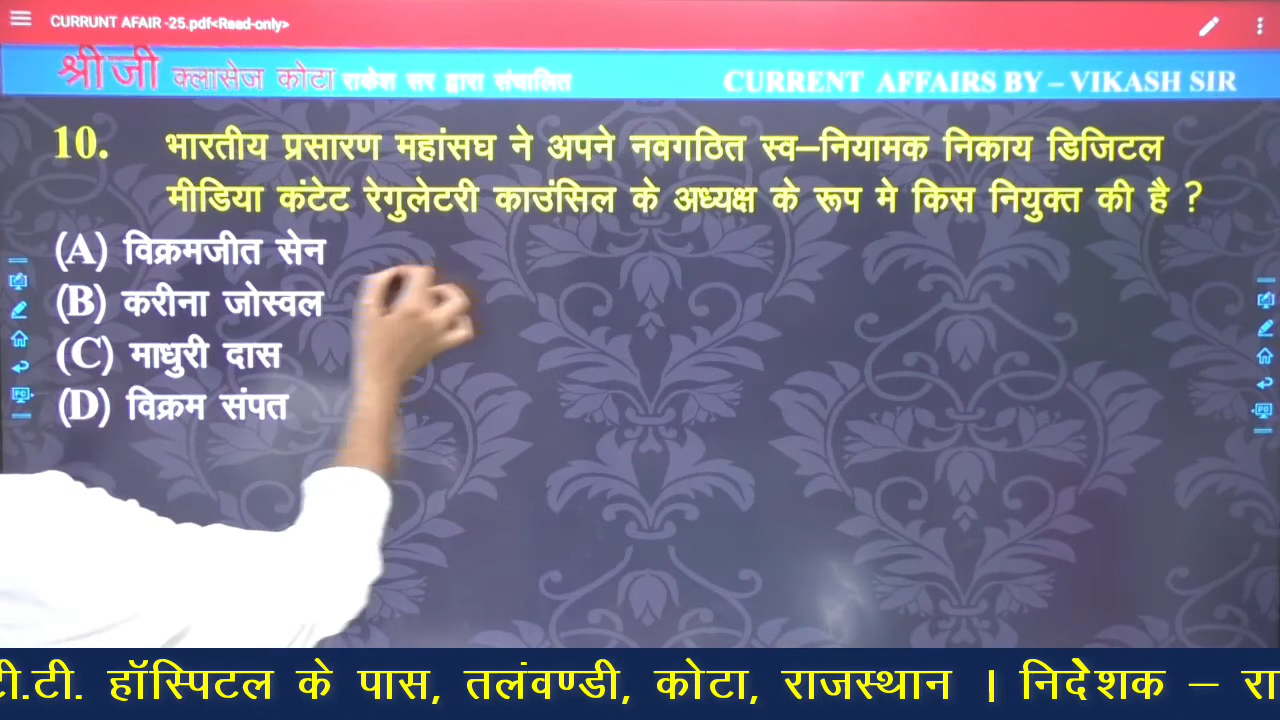 CURRUNT AFAIR -25.pdf<Read-only>
श्रीजी क्लासेज कोटा राकेश सर द्वारा संचालित CURRENT AFFAIRS BY – VIKASH SIR
10. भारतीय प्रसारण महांसघ ने अपने नवगठित स्व–नियामक निकाय डिजिटल
मीडिया कंटेट रेगुलेटरी काउंसिल के अध्यक्ष के रूप मे किस नियुक्त की है ?
(A) विक्रमजीत सेन
(B) करीना जोस्वल
(C) माधुरी दास
(D) विक्रम संपत
टी.टी. हॉस्पिटल के पास, तलंवण्डी, कोटा, राजस्थान । निदेशक – रा